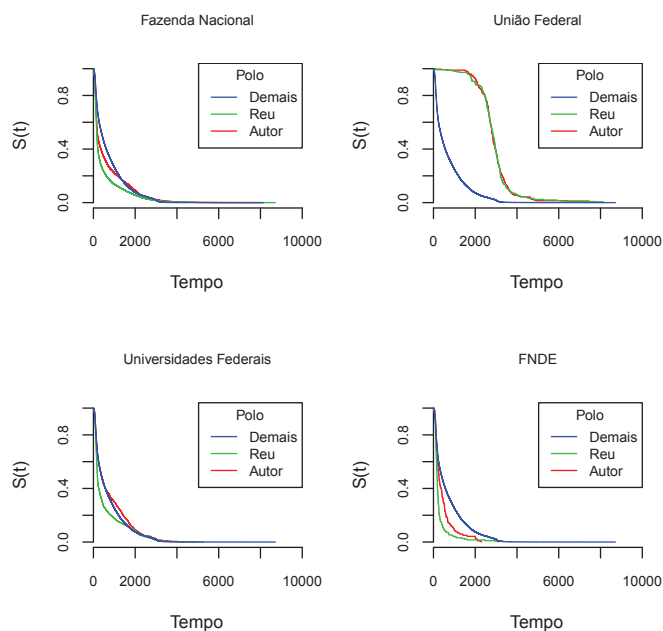 Fazenda Nacional
S(t)
0.0 0.4 0.8
Polo
Demais
Reu
Autor
0 2000 6000 10000
Tempo
União Federal
S(t)
0.0 0.4 0.8
Polo
Demais
Reu
Autor
0 2000 6000 10000
Tempo
Universidades Federais
S(t)
0.0 0.4 0.8
Polo
Demais
Reu
Autor
0 2000 6000 10000
Tempo
FNDE
S(t)
0.0 0.4 0.8
Polo
Demais
Reu
Autor
0 2000 6000 10000
Tempo